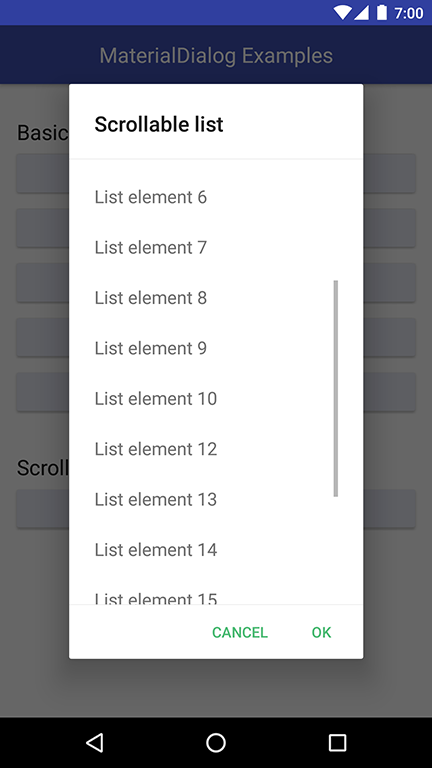 7:00
MaterialDialog Examples
Basic
Scrollable list
List element 6
List element 7
List element 8
List element 9
List element 10
List element 12
List element 13
Scroll
List element 14
List element 15
CANCEL OK